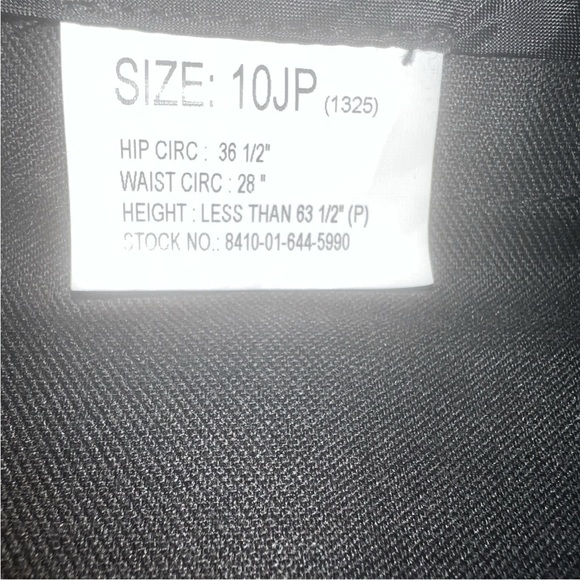 SIZE: 10JP (1325)
HIP CIRC : 36 1/2"
WAIST CIRC : 28 "
HEIGHT : LESS THAN 63 1/2" (P)
STOCK NO.: 8410-01-644-5990